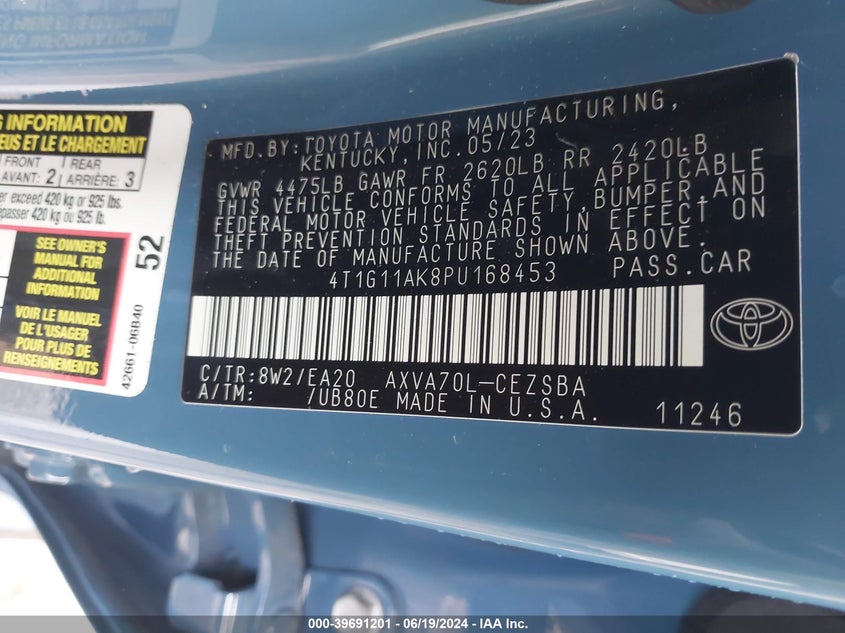 G INFORMATION
EUS ET LE CHARGEMENT
FRONT
AVANT: 2
REAR
ARRIÈRE: 3
er exceed 420 kg or 925 lbs.
passer 420 kg ou 925 lb.
SEE OWNER'S
MANUAL FOR
ADDITIONAL
INFORMATION
VOIR LE MANUEL
DE L'USAGER
POUR PLUS DE
RENSEIGNEMENTS
52
42661-06B40
MFD.BY: TOYOTA MOTOR MANUFACTURING,
KENTUCKY, INC. 05/23
GVWR 4475LB GAWR FR 2620LB RR 2420LB
THIS VEHICLE CONFORMS TO ALL APPLICABLE
FEDERAL MOTOR VEHICLE SAFETY, BUMPER, AND
THEFT PREVENTION STANDARDS IN EFFECT ON
THE DATE OF MANUFACTURE SHOWN ABOVE.
4T1G11AK8PU168453 PASS.CAR
C/TR: 8W2/EA20 AXVA70L-CEZSBA
A/TM: /UB80E MADE IN U.S.A. 11246
000-39691201 - 06/19/2024 - IAA Inc.